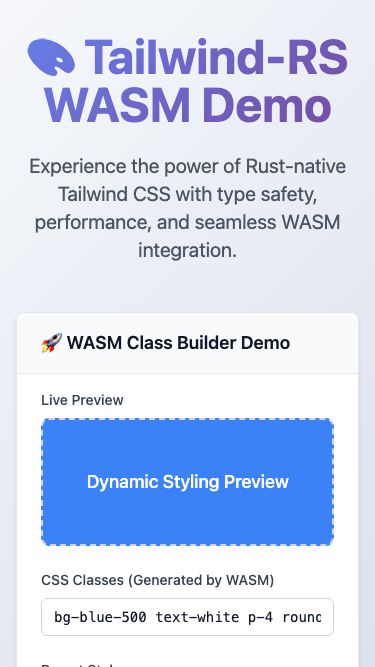 Tailwind-RS
WASM Demo
Experience the power of Rust-native
Tailwind CSS with type safety,
performance, and seamless WASM
integration.
🚀 WASM Class Builder Demo
Live Preview
Dynamic Styling Preview
CSS Classes (Generated by WASM)
bg-blue-500 text-white p-4 round